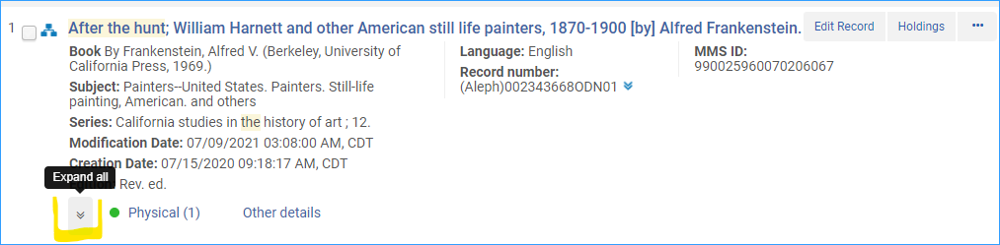 1
After the hunt; William Harnett and other American still life painters, 1870-1900 [by] Alfred Frankenstein.
Edit Record
Holdings
•••
Book By Frankenstein, Alfred V. (Berkeley, University of
California Press, 1969.)
Subject: Painters--United States. Painters. Still-life
painting, American. and others
Series: California studies in the history of art ; 12.
Modification Date: 07/09/2021 03:08:00 AM, CDT
Creation Date: 07/15/2020 09:18:17 AM, CDT
Rev. ed.
Language: English
Record number:
(Aleph)002343668ODN01
MMS ID:
990025960070206067
Expand all
Physical (1)
Other details